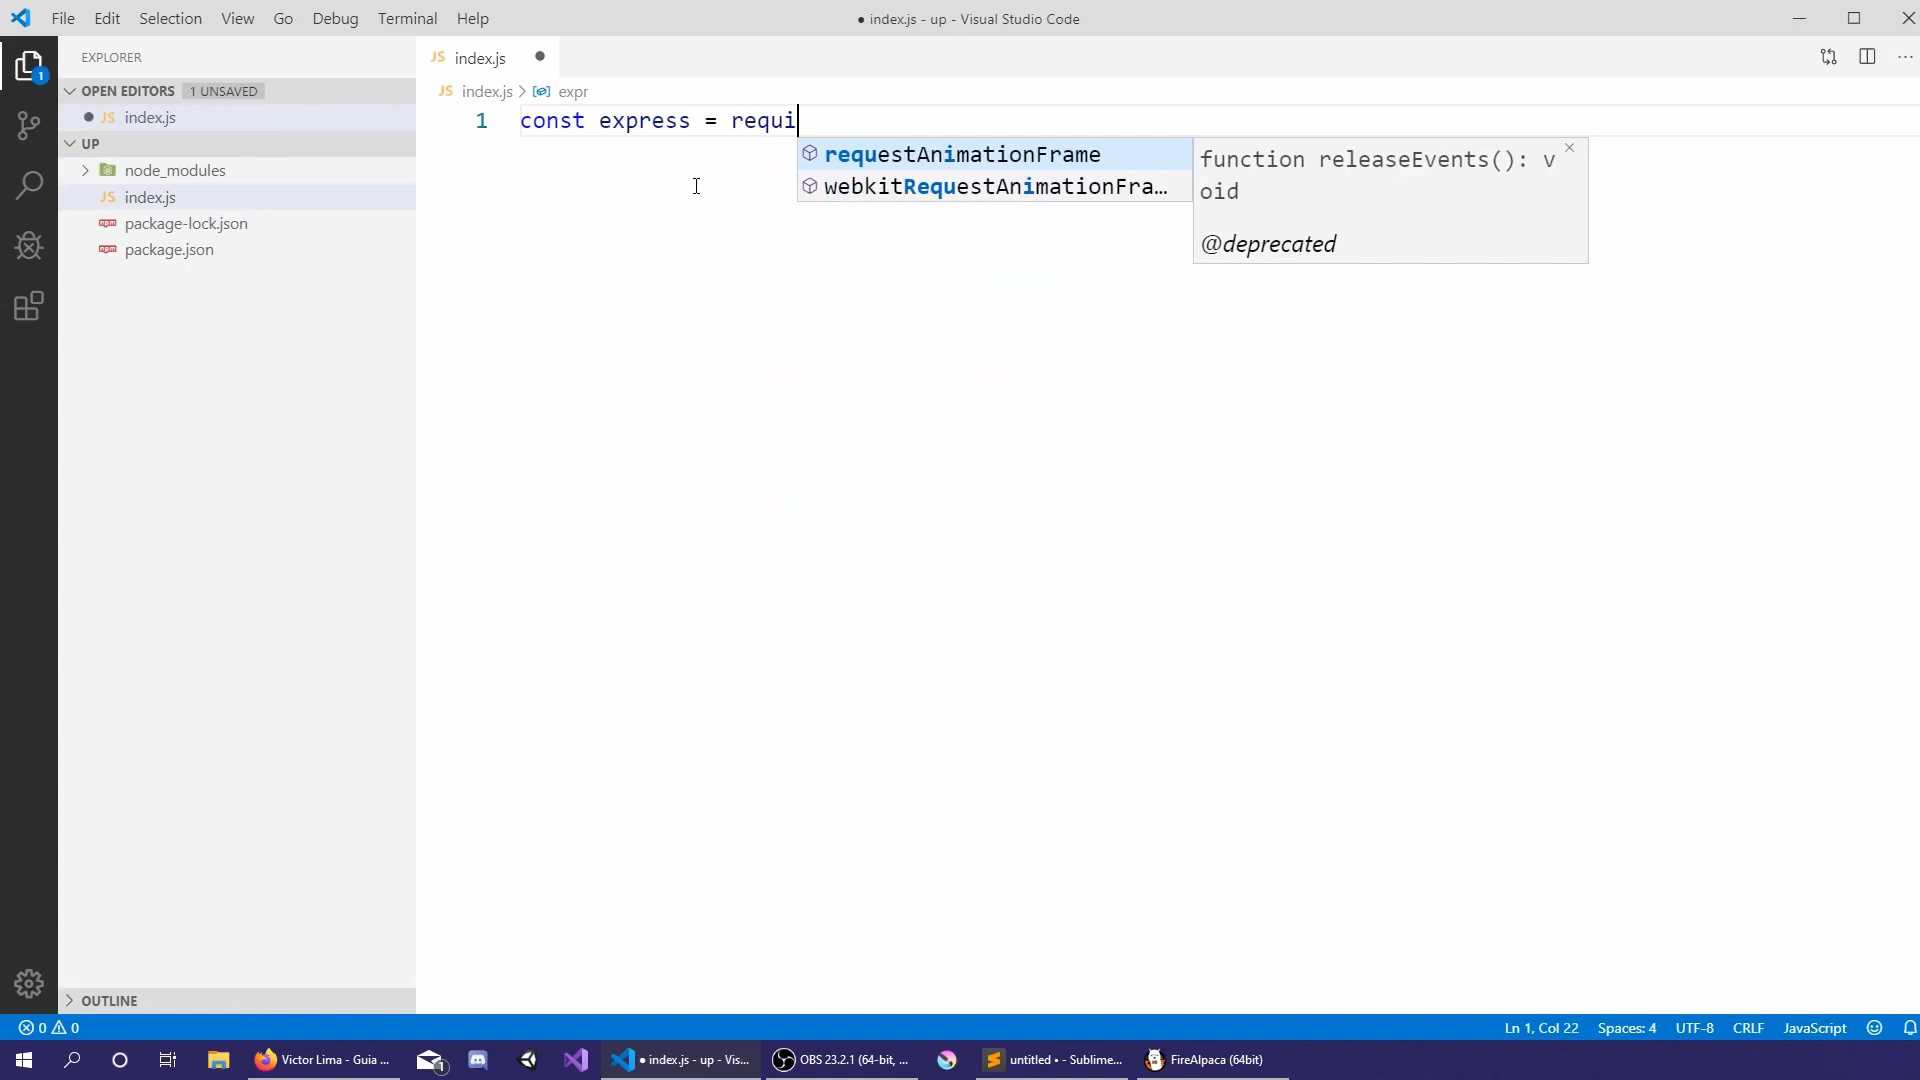 File Edit Selection View Go Debug Terminal Help
● index.js - up - Visual Studio Code
EXPLORER
OPEN EDITORS 1 UNSAVED
JS index.js
UP
node_modules
JS index.js
package-lock.json
package.json
OUTLINE
JS index.js
JS index.js > expr
1 const express = requi
requestAnimationFrame
webkitRequestAnimationFra…
function releaseEvents(): v
oid
@deprecated
1
0 0
Ln 1, Col 22 Spaces: 4 UTF-8 CRLF JavaScript
Victor Lima - Guia ...
1
● index.js - up - Vis...
OBS 23.2.1 (64-bit, ...
untitled • - Sublime...
FireAlpaca (64bit)